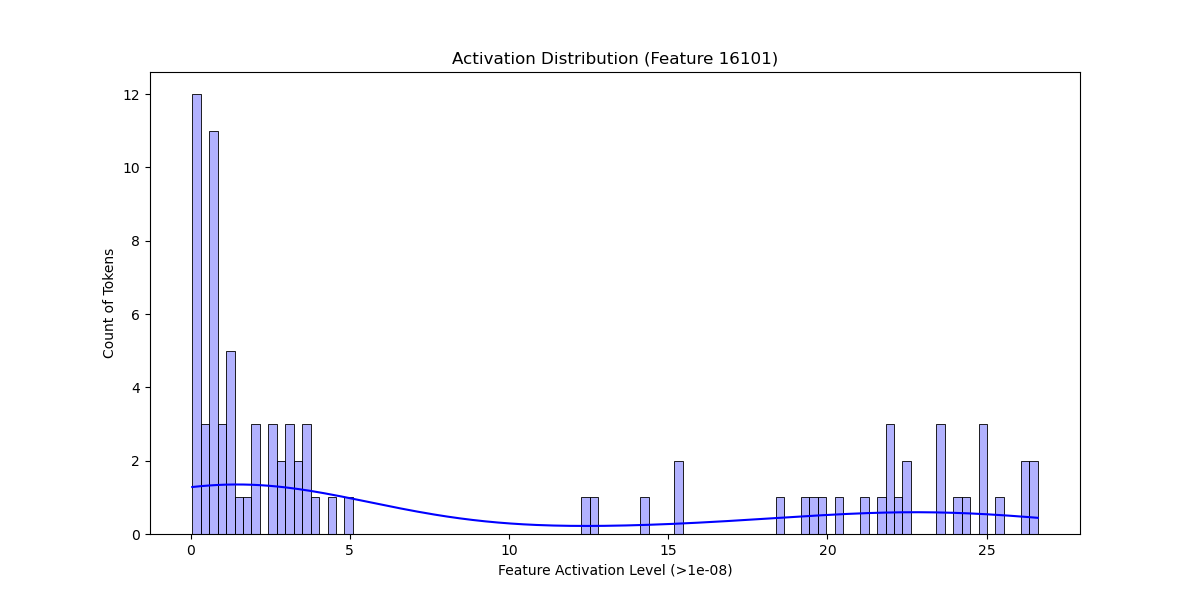 Activation Distribution (Feature 16101)
12
10
8
6
4
2
0
Count of Tokens
0 5 10 15 20 25
Feature Activation Level (>1e-08)